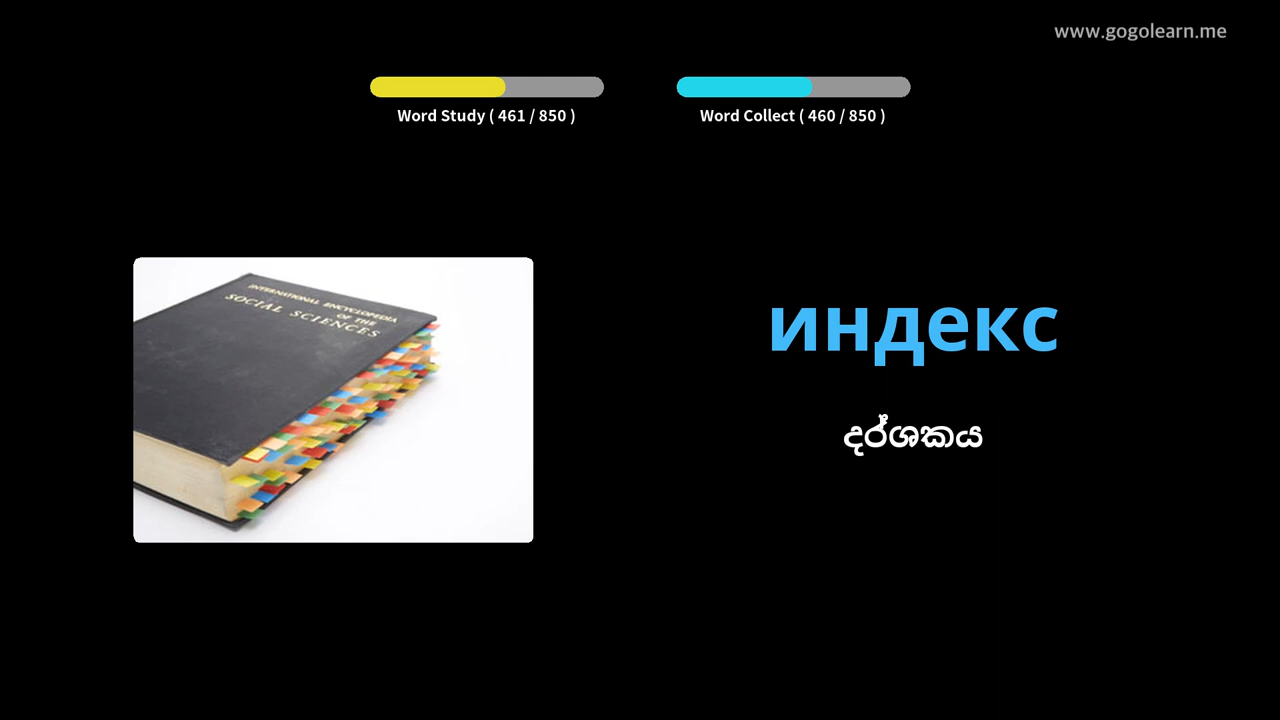 www.gogolearn.me
Word Study ( 461 / 850 )
Word Collect ( 460 / 850 )
INTERNATIONAL ENCYCLOPEDIA
OF THE
SOCIAL SCIENCES
индекс
දර්ශකය